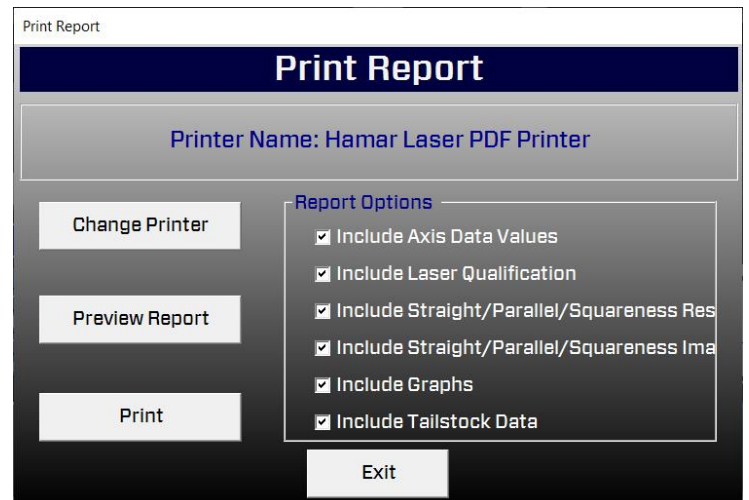 Print Report
Print Report
Printer Name: Hamar Laser PDF Printer
Change Printer
Preview Report
Print
Report Options
Include Axis Data Values
Include Laser Qualification
Include Straight/Parallel/Squareness Res
Include Straight/Parallel/Squareness Ima
Include Graphs
Include Tailstock Data
Exit